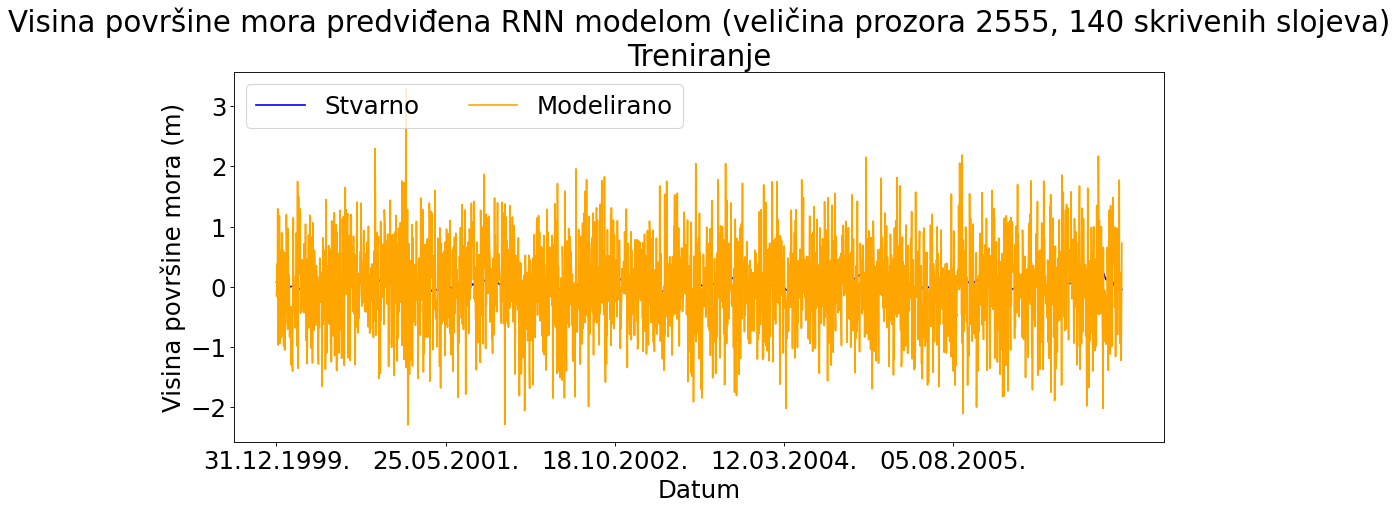 Visina površine mora predviđena RNN modelom (veličina prozora 2555, 140 skrivenih slojeva)
Treniranje
Stvarno
Modelirano
Visina površine mora (m)
3
2
1
0
−1
−2
31.12.1999.
25.05.2001.
18.10.2002.
12.03.2004.
05.08.2005.
Datum